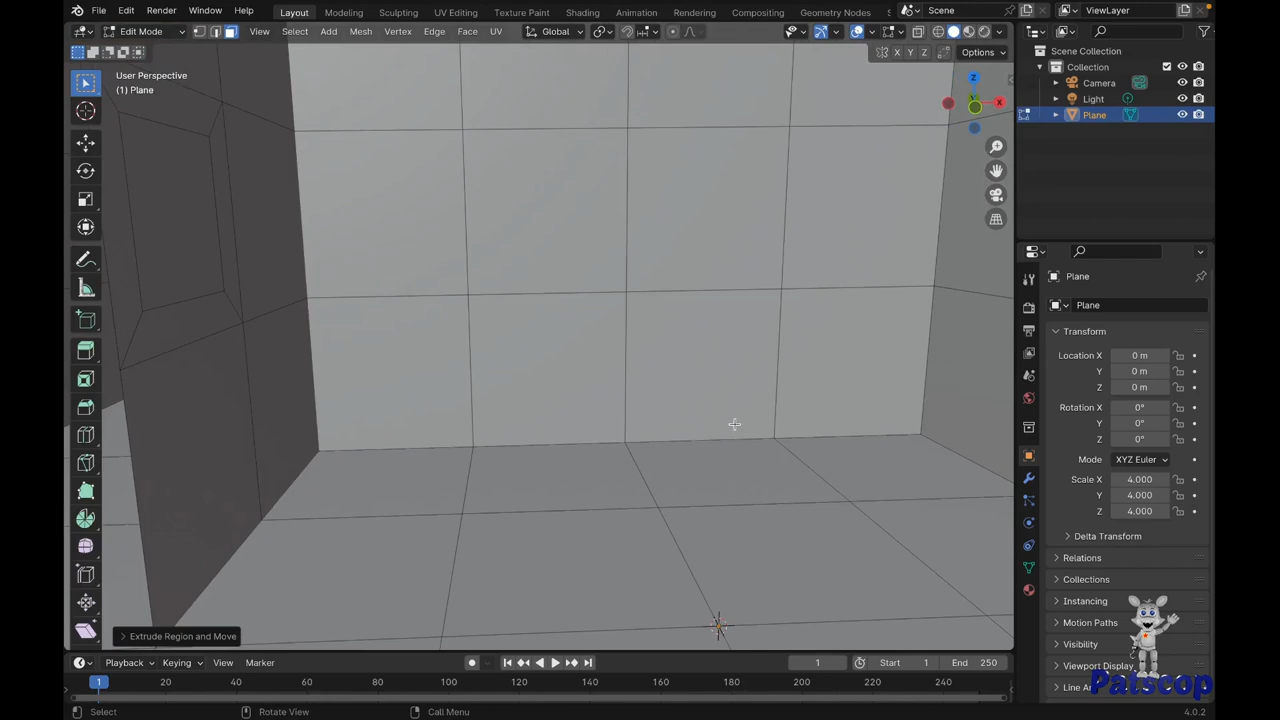 File Edit Render Window Help Layout Modeling Sculpting UV Editing Texture Paint Shading Animation Rendering Compositing Geometry Nodes Scene ViewLayer
Edit Mode View Select Add Mesh Vertex Edge Face UV Global
X Y Z Options
User Perspective
(1) Plane
Z
X
Scene Collection
Collection
Camera
Light
Plane
Plane
Plane
Transform
Location X 0 m
Y 0 m
Z 0 m
Rotation X 0°
Y 0°
Z 0°
Mode XYZ Euler
Scale X 4.000
Y 4.000
Z 4.000
Delta Transform
Relations
Collections
Instancing
Motion Paths
Visibility
Viewport Display
Patscop
Extrude Region and Move
Playback Keying View Marker 1 Start 1 End 250
1 20 40 60 80 100 120 140 160 180 200 220 240
Select Rotate View Call Menu 4.0.2